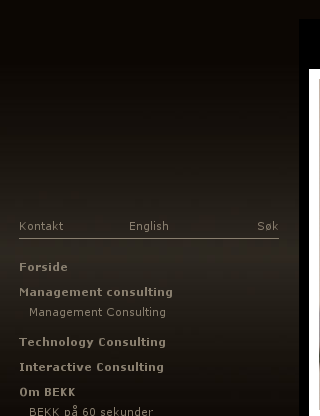 Kontakt English Søk
Forside
Management consulting
Management Consulting
Technology Consulting
Interactive Consulting
Om BEKK
BEKK på 60 sekunder